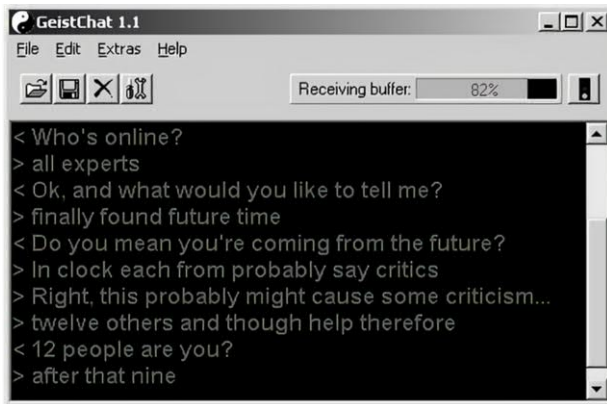 GeistChat 1.1
File Edit Extras Help
Receiving buffer: 82%
< Who's online?
> all experts
< Ok, and what would you like to tell me?
> finally found future time
< Do you mean you're coming from the future?
> In clock each from probably say critics
> Right, this probably might cause some criticism...
> twelve others and though help therefore
< 12 people are you?
> after that nine